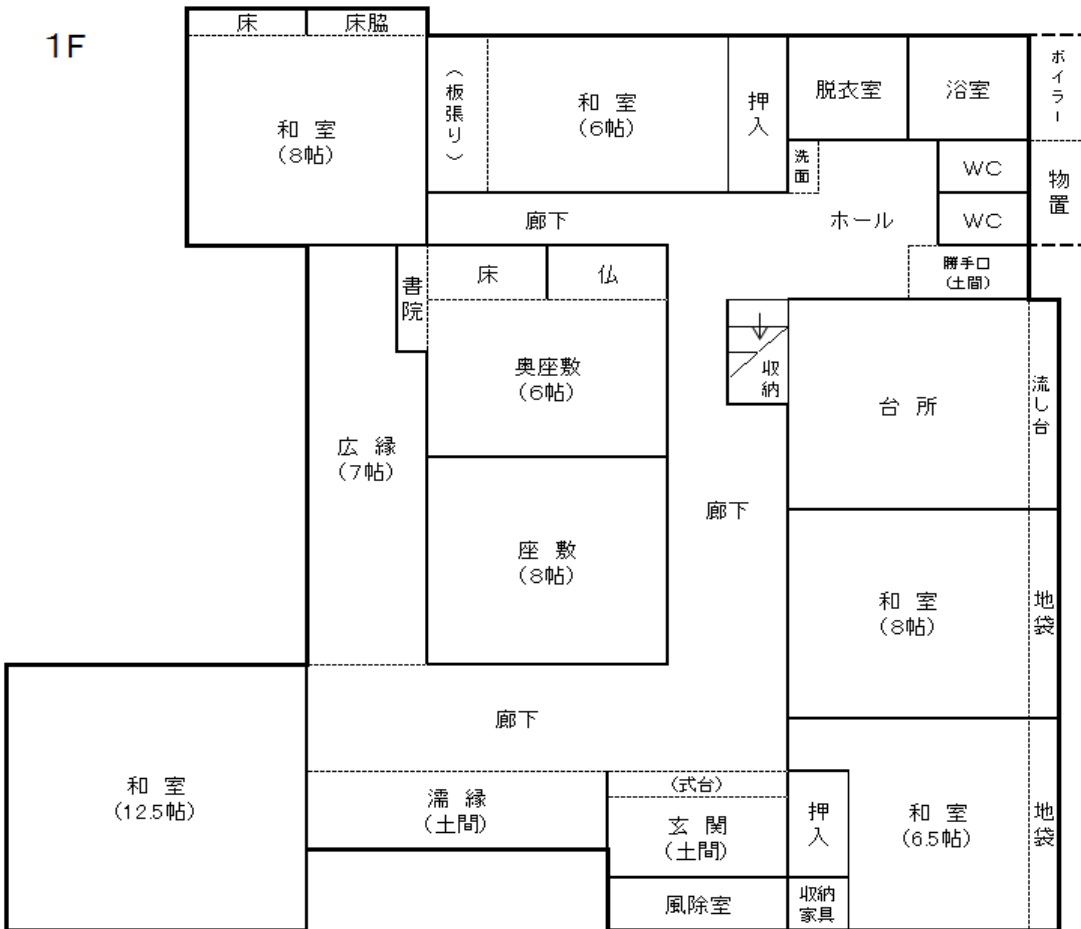 1F
床
床脇
和 室
(8帖)
(板張り)
和 室
(6帖)
押入
脱衣室
浴室
ボイラー
洗面
WC
WC
物置
廊下
ホール
勝手口
(土間)
書院
床
仏
奥座敷
(6帖)
収納
台 所
流し台
広 縁
(7帖)
座 敷
(8帖)
廊下
和 室
(8帖)
地袋
廊下
和 室
(12.5帖)
濡 縁
(土間)
(式台)
玄 関
(土間)
押入
和 室
(6.5帖)
地袋
風除室
収納
家具